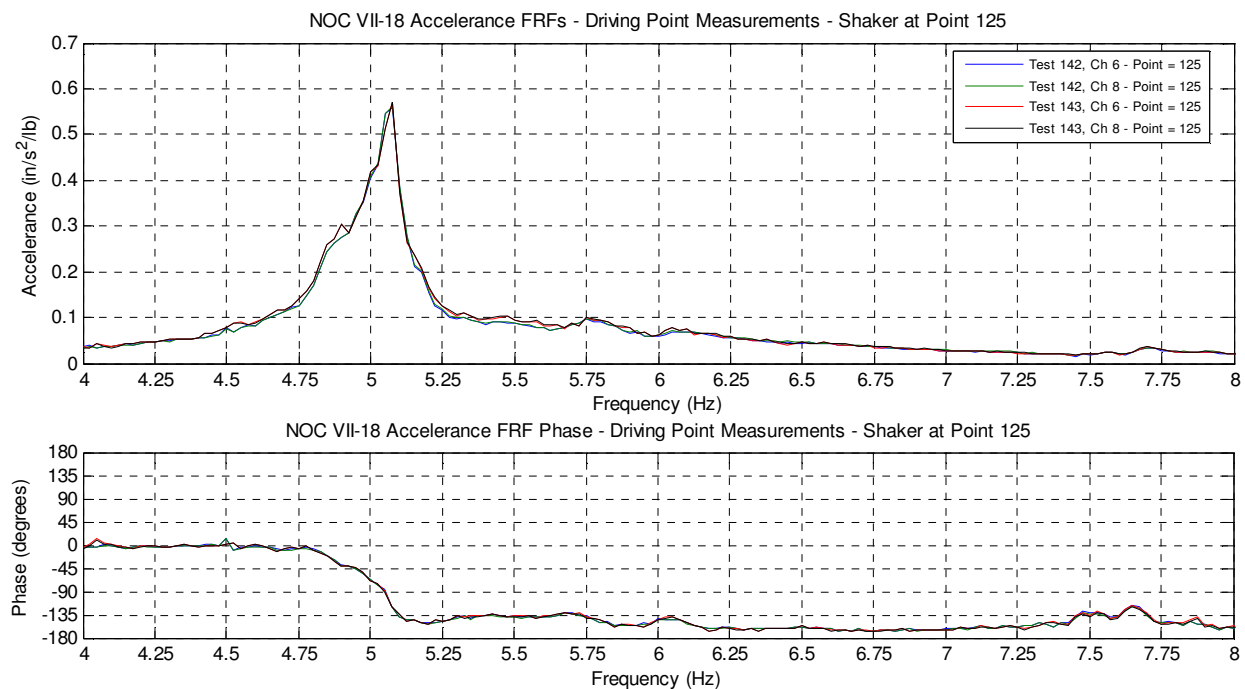 NOC VII-18 Accelerance FRFs - Driving Point Measurements - Shaker at Point 125
0.7
0.6
0.5
0.4
0.3
0.2
0.1
0
Accelerance (in/s²/lb)
Test 142, Ch 6 - Point = 125
Test 142, Ch 8 - Point = 125
Test 143, Ch 6 - Point = 125
Test 143, Ch 8 - Point = 125
4 4.25 4.5 4.75 5 5.25 5.5 5.75 6 6.25 6.5 6.75 7 7.25 7.5 7.75 8
Frequency (Hz)
NOC VII-18 Accelerance FRF Phase - Driving Point Measurements - Shaker at Point 125
180
135
90
45
0
-45
-90
-135
-180
Phase (degrees)
4 4.25 4.5 4.75 5 5.25 5.5 5.75 6 6.25 6.5 6.75 7 7.25 7.5 7.75 8
Frequency (Hz)